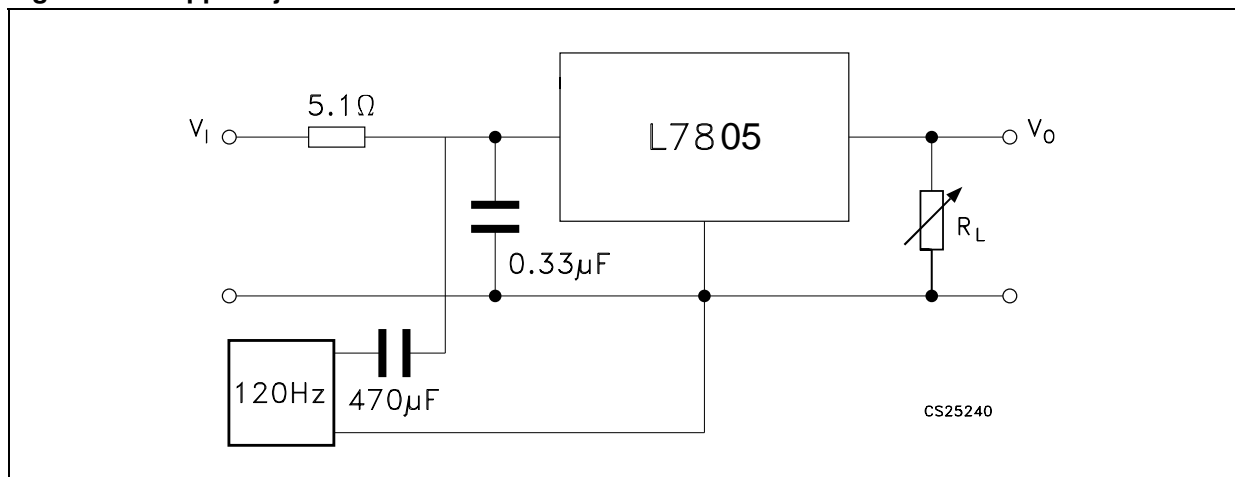 5.1Ω
V_I
L7805
V_O
R_L
0.33µF
120Hz
470µF
CS25240